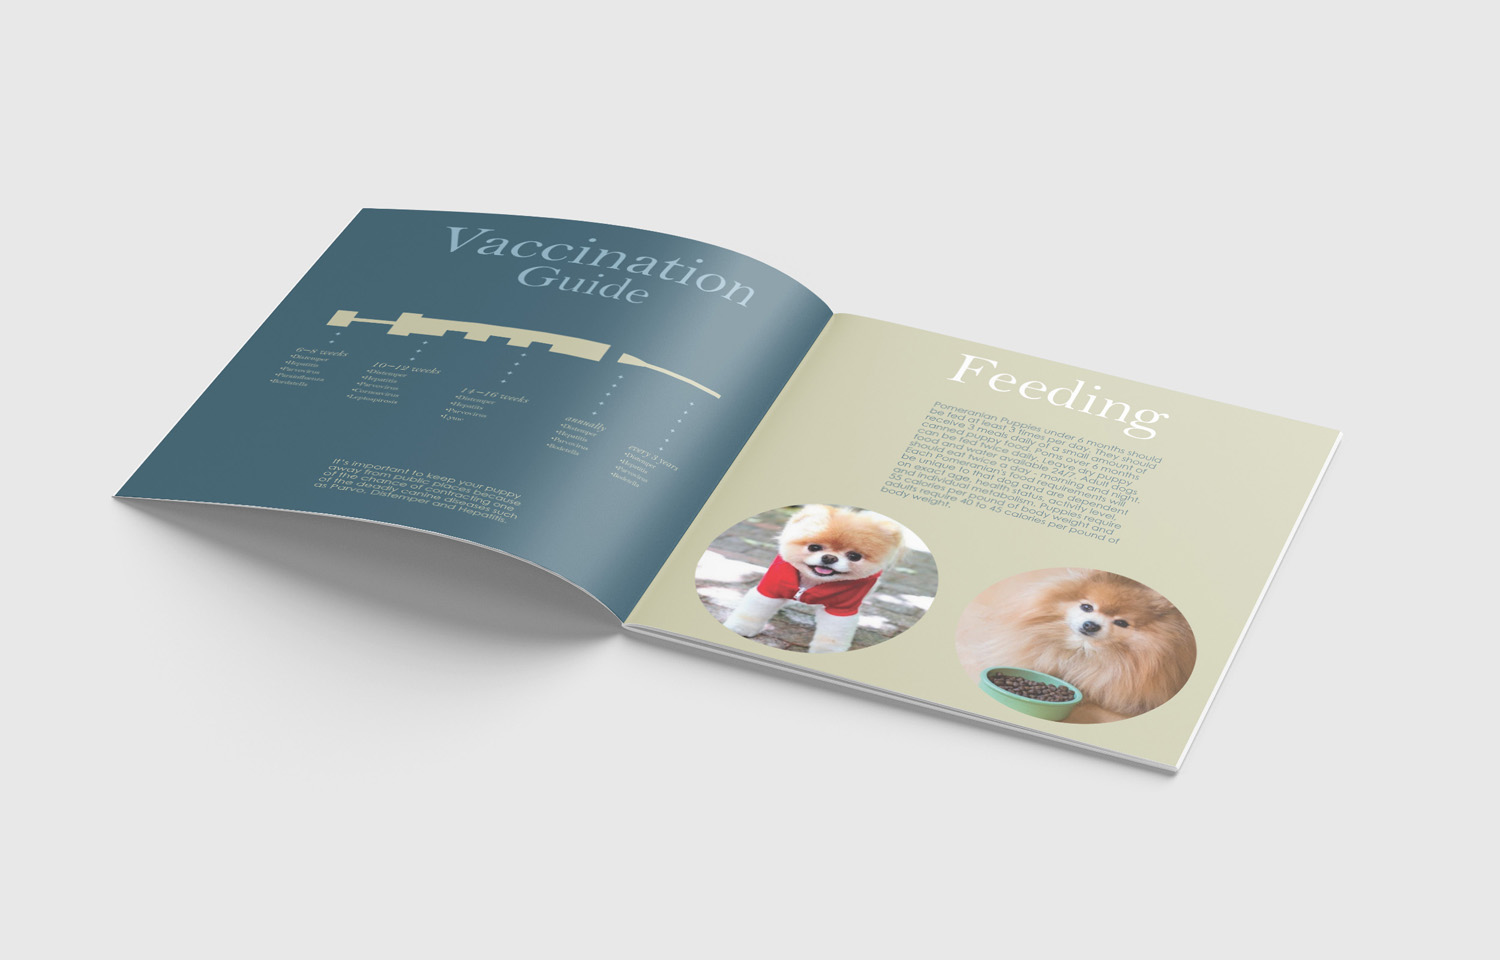 Vaccination
Guide
6-8 weeks
•Distemper
•Hepatitis
•Parvovirus
•Parainfluenza
•Bordatella
10-12 weeks
•Distemper
•Hepatitis
•Parvovirus
•Coronavirus
•Leptospirosis
14-16 weeks
•Distemper
•Hepatitis
•Parvovirus
•Lyme
annually
•Distemper
•Hepatitis
•Parvovirus
•Bordetella
every 3 years
•Distemper
•Hepatitis
•Parvovirus
•Bordetella
It's important to keep your puppy
away from public places because
of the chance of contracting one
of the deadly canine diseases such
as Parvo, Distemper and Hepatitis.
Feeding
Pomeranian Puppies under 6 months should
be fed at least 3 times per day. They should
receive 3 meals daily of a small amount of
canned puppy food. Poms over 6 months
can be fed twice daily. Leave dry puppy
food and water available 24/7. Adult dogs
should eat twice a day - morning and night.
Each Pomeranian's food requirements will
be unique to that dog and are dependent
on exact age, health status, activity level,
and individual metabolism. Puppies require
55 calories per pound of body weight and
adults require 40 to 45 calories per pound of
body weight.